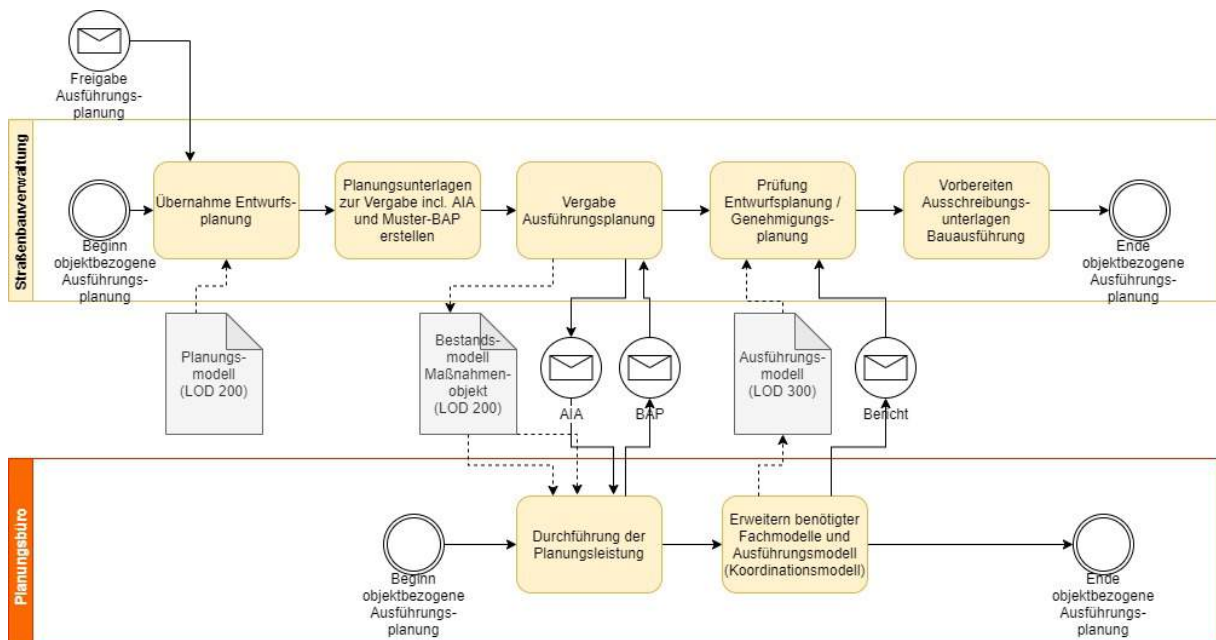 Freigabe
Ausführungs-
planung
Straßenbauverwaltung
Beginn
objektbezogene
Ausführungs-
planung
Übernahme Entwurfs-
planung
Planungsunterlagen
zur Vergabe incl. AIA
und Muster-BAP
erstellen
Vergabe
Ausführungsplanung
Prüfung
Entwurfsplanung /
Genehmigungs-
planung
Vorbereiten
Ausschreibungs-
unterlagen
Bauausführung
Ende
objektbezogene
Ausführungs-
planung
Planungs-
modell
(LOD 200)
Bestands-
modell
Maßnahmen-
objekt
(LOD 200)
AIA
BAP
Ausführungs-
modell
(LOD 300)
Bericht
Planungsbüro
Beginn
objektbezogene
Ausführungs-
planung
Durchführung der
Planungsleistung
Erweitern benötigter
Fachmodelle und
Ausführungsmodell
(Koordinationsmodell)
Ende
objektbezogene
Ausführungs-
planung